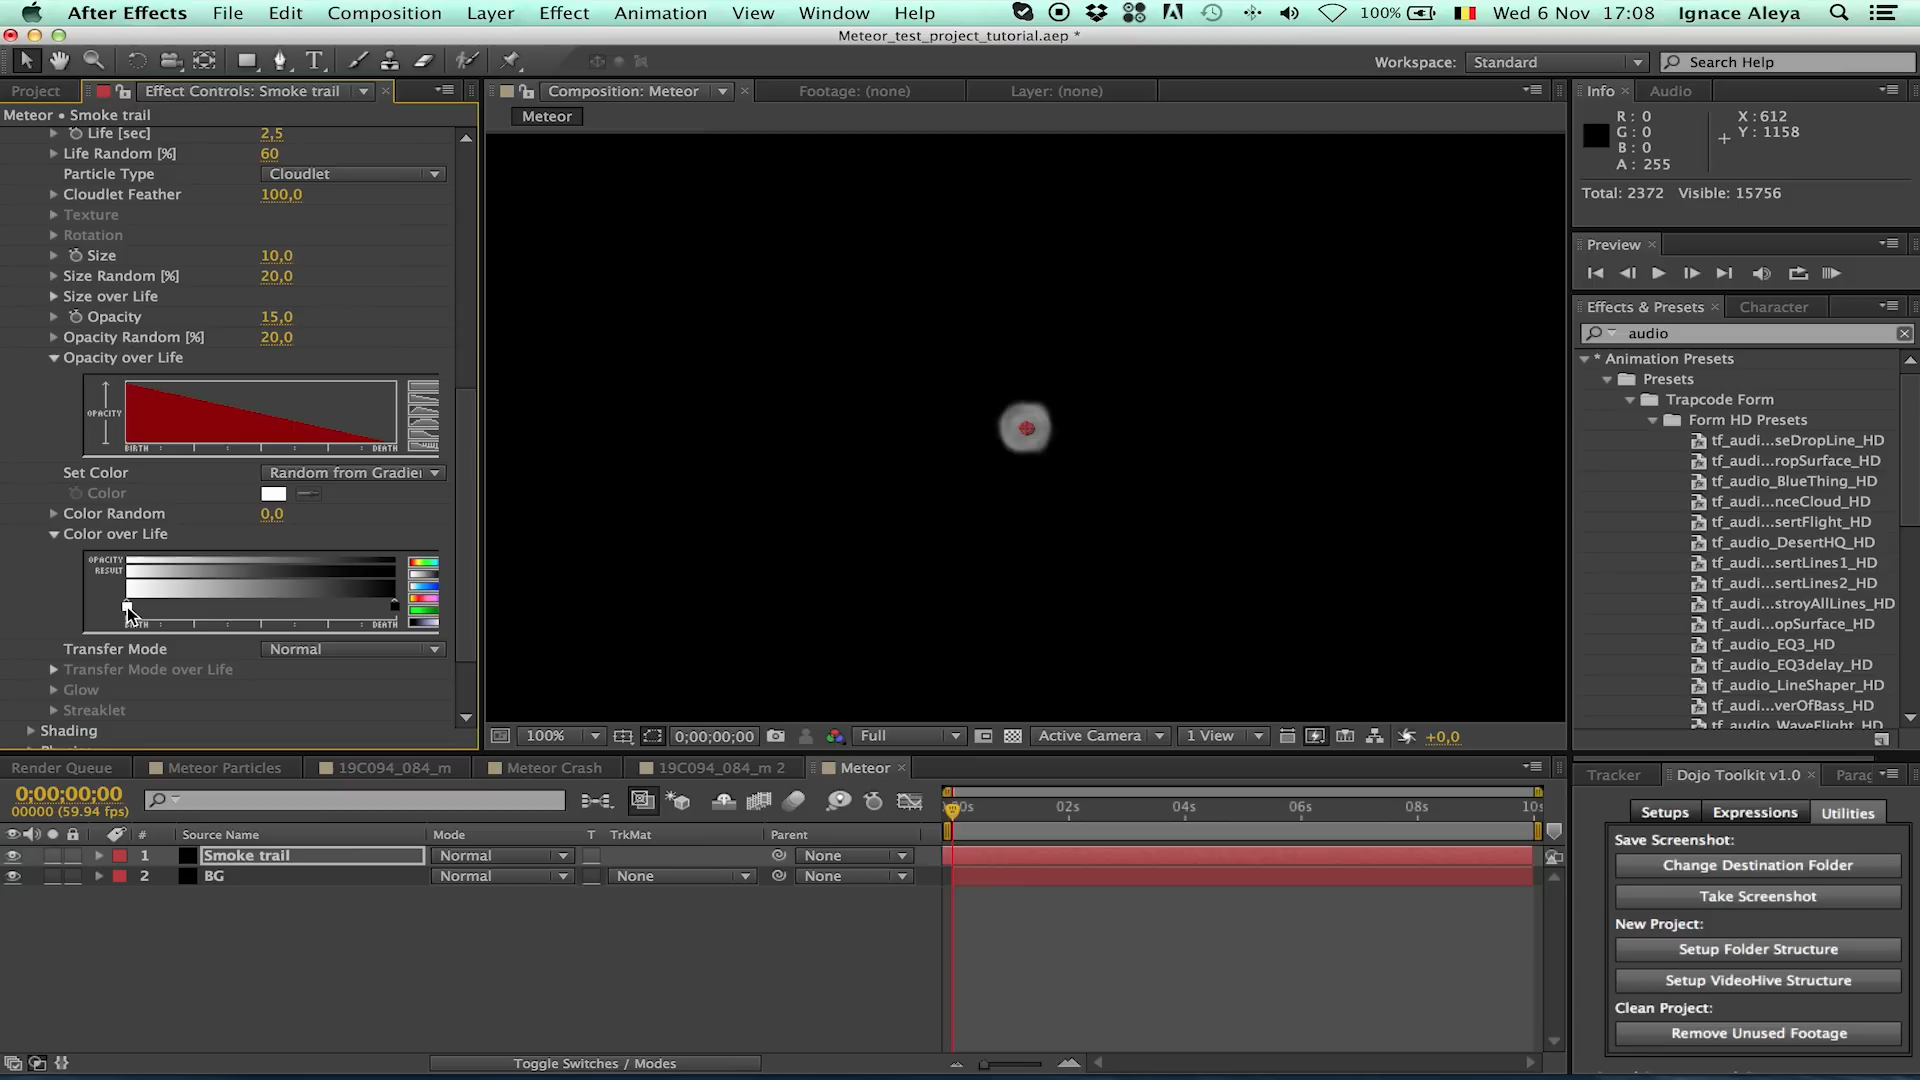 After Effects File Edit Composition Layer Effect Animation View Window Help 100% Wed 6 Nov 17:08 Ignace Aleya
Meteor_test_project_tutorial.aep *
Workspace: Standard Search Help
Project Effect Controls: Smoke trail Composition: Meteor Footage: (none) Layer: (none) Info Audio
Meteor • Smoke trail
Meteor
Life [sec] 2,5
Life Random [%] 60
Particle Type Cloudlet
Cloudlet Feather 100,0
Texture
Rotation
Size 10,0
Size Random [%] 20,0
Size over Life
Opacity 15,0
Opacity Random [%] 20,0
Opacity over Life
OPACITY
BIRTH DEATH
Set Color Random from Gradie
Color
Color Random 0,0
Color over Life
OPACITY
RESULT
DEATH
Transfer Mode Normal
Transfer Mode over Life
Glow
Streaklet
Shading
100% 0;00;00;00 Full Active Camera 1 View +0,0
R : 0 X : 612
G : 0 Y : 1158
B : 0
A : 255
Total: 2372 Visible: 15756
Preview
Effects & Presets Character
audio
* Animation Presets
Presets
Trapcode Form
Form HD Presets
tf_audi...seDropLine_HD
tf_audi...ropSurface_HD
tf_audio_BlueThing_HD
tf_audi...nceCloud_HD
tf_audi...sertFlight_HD
tf_audio_DesertHQ_HD
tf_audi...sertLines1_HD
tf_audi...sertLines2_HD
tf_audi...stroyAllLines_HD
tf_audi...opSurface_HD
tf_audio_EQ3_HD
tf_audio_EQ3delay_HD
tf_audio_LineShaper_HD
tf_audi...verOfBass_HD
tf_audio_WaveFlight_HD
Render Queue Meteor Particles 19C094_084_m Meteor Crash 19C094_084_m 2 Meteor
0;00;00;00
00000 (59.94 fps)
02s 04s 06s 08s
# Source Name Mode T TrkMat Parent
1 Smoke trail Normal None
2 BG Normal None None
Toggle Switches / Modes
Tracker Dojo Toolkit v1.0 Parag
Setups Expressions Utilities
Save Screenshot:
Change Destination Folder
Take Screenshot
New Project:
Setup Folder Structure
Setup VideoHive Structure
Clean Project:
Remove Unused Footage